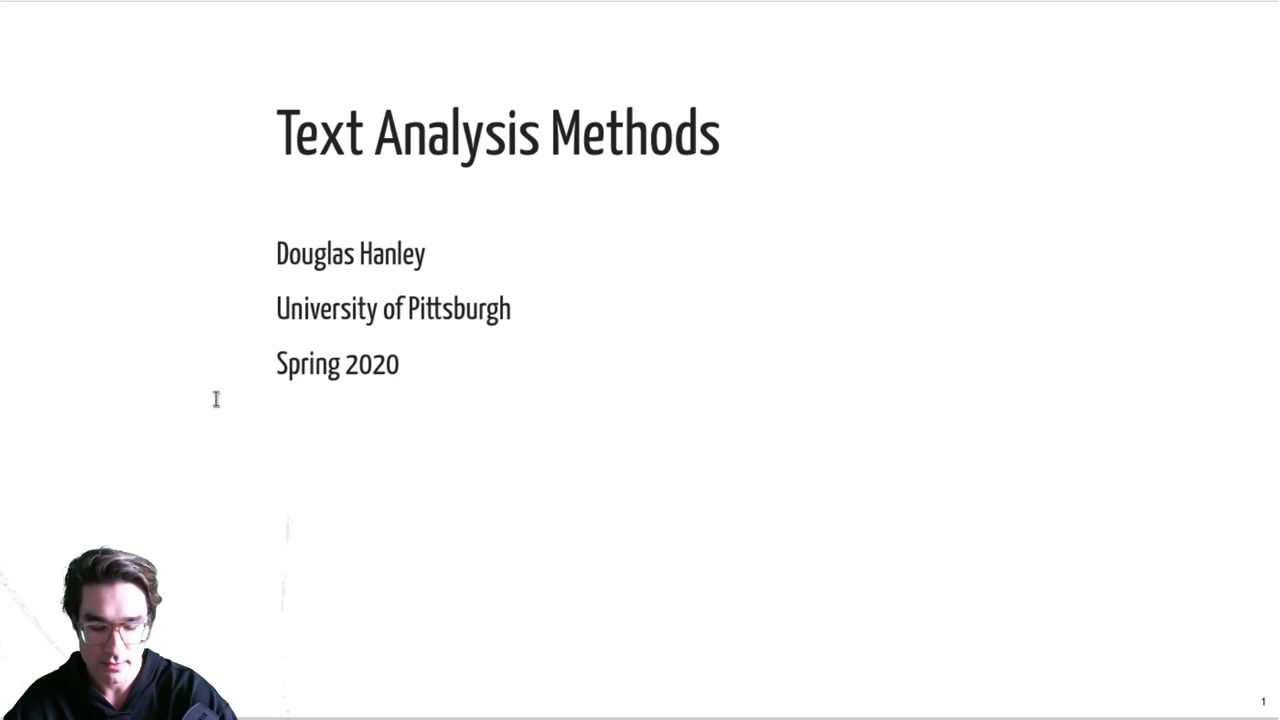 Text Analysis Methods
Douglas Hanley
University of Pittsburgh
Spring 2020
1